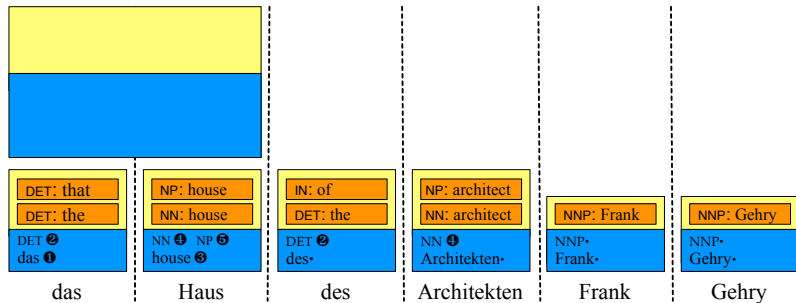 DET: that
DET: the
DET ❷
das ❶
NP: house
NN: house
NN ❹ NP ❺
house ❸
IN: of
DET: the
DET ❷
des•
NP: architect
NN: architect
NN ❹
Architekten•
NNP: Frank
NNP•
Frank•
NNP: Gehry
NNP•
Gehry•
das Haus des Architekten Frank Gehry